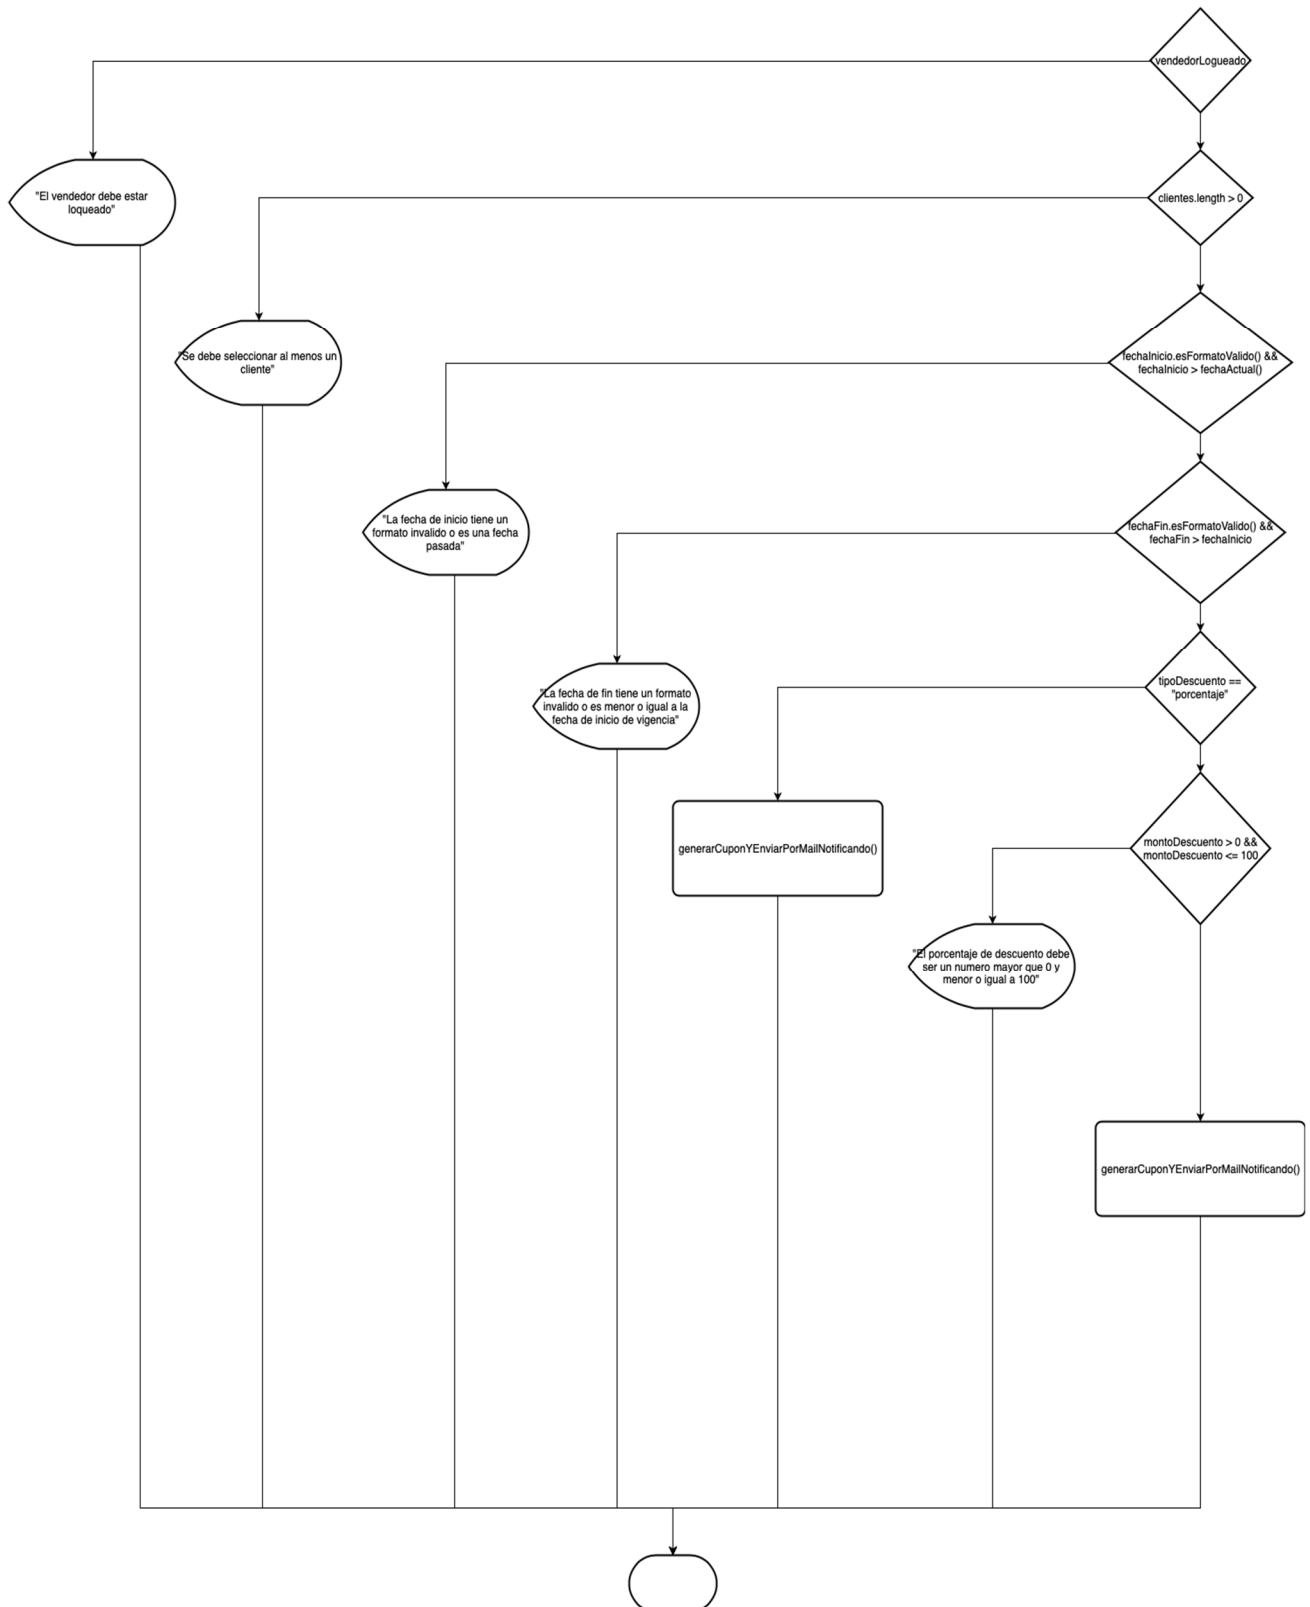 vendedorLogueado
"El vendedor debe estar
loqueado"
clientes.length > 0
"Se debe seleccionar al menos un
cliente"
fechaInicio.esFormatoValido() &&
fechaInicio > fechaActual()
"La fecha de inicio tiene un
formato invalido o es una fecha
pasada"
fechaFin.esFormatoValido() &&
fechaFin > fechaInicio
"La fecha de fin tiene un formato
invalido o es menor o igual a la
fecha de inicio de vigencia"
tipoDescuento ==
"porcentaje"
generarCuponYEnviarPorMailNotificando()
montoDescuento > 0 &&
montoDescuento <= 100
"El porcentaje de descuento debe
ser un numero mayor que 0 y
menor o igual a 100"
generarCuponYEnviarPorMailNotificando()